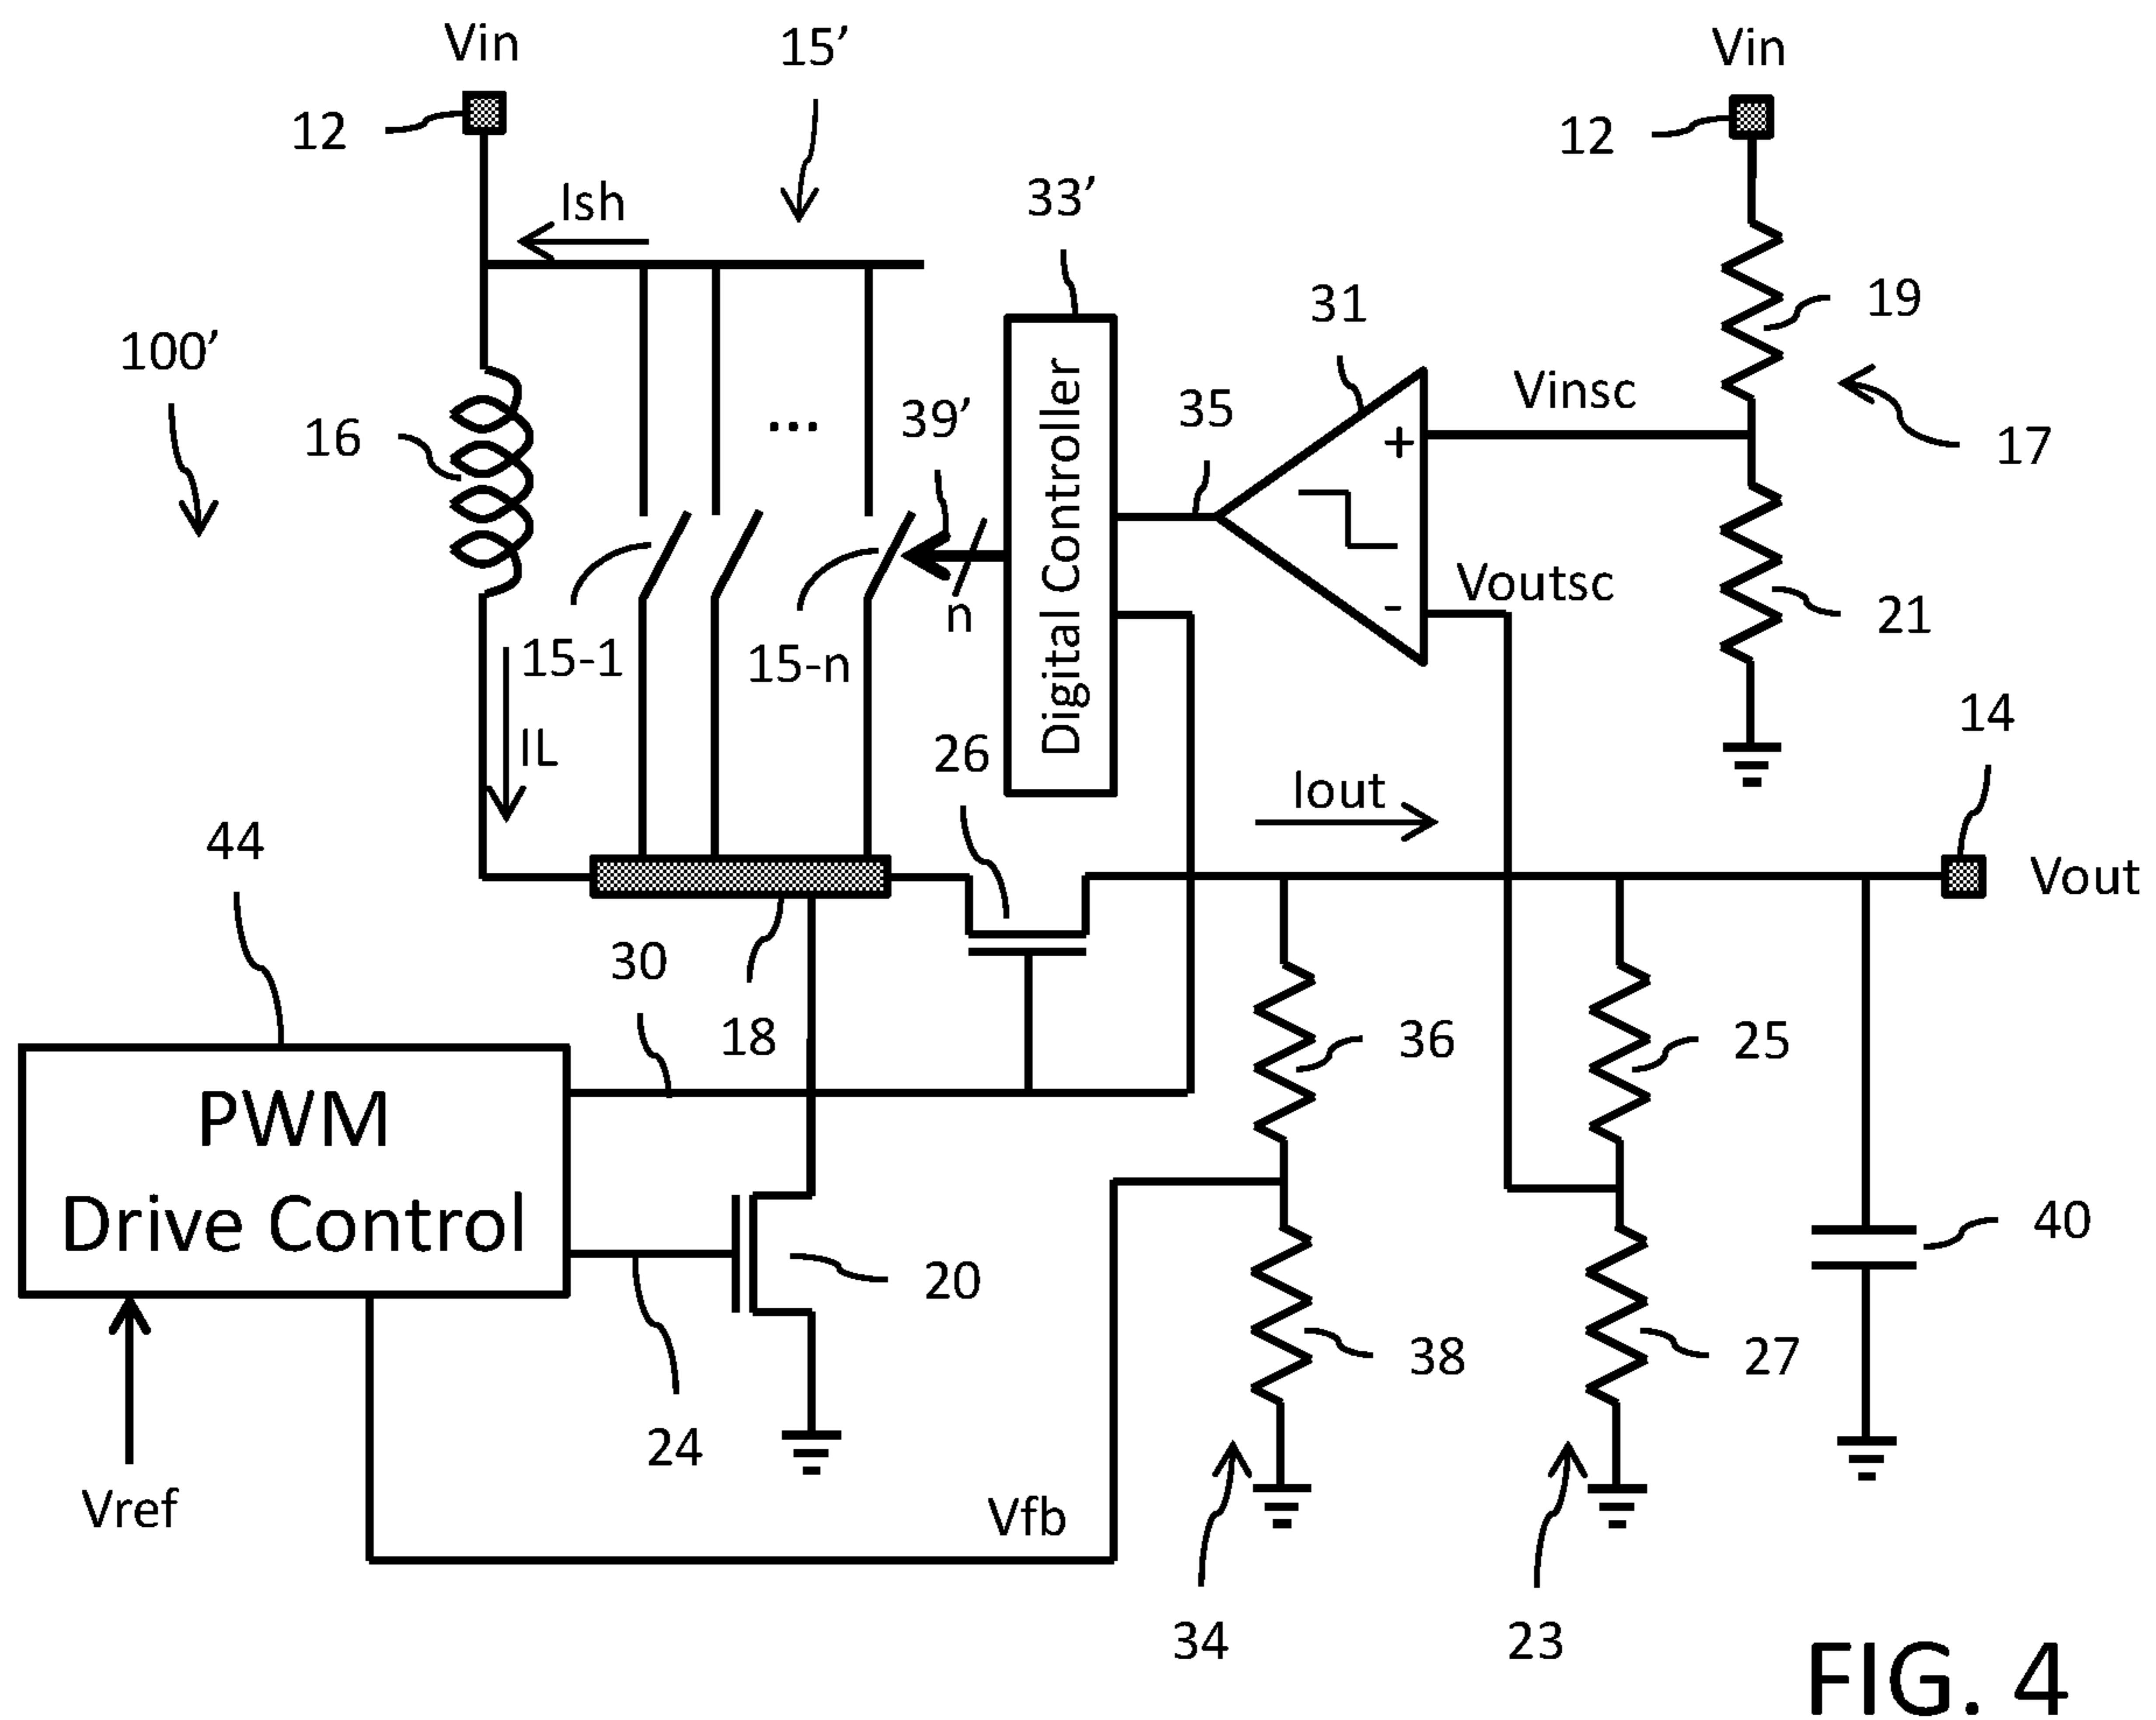 Vin
15’
Vin
12
12
Ish
33’
100’
16
...
39’
n
Digital Controller
35
31
+
-
Vinsc
Voutsc
19
17
21
15-1
15-n
IL
26
Iout
14
Vout
44
30
18
PWM
Drive Control
36
25
20
40
38
27
24
Vref
Vfb
34
23
FIG. 4